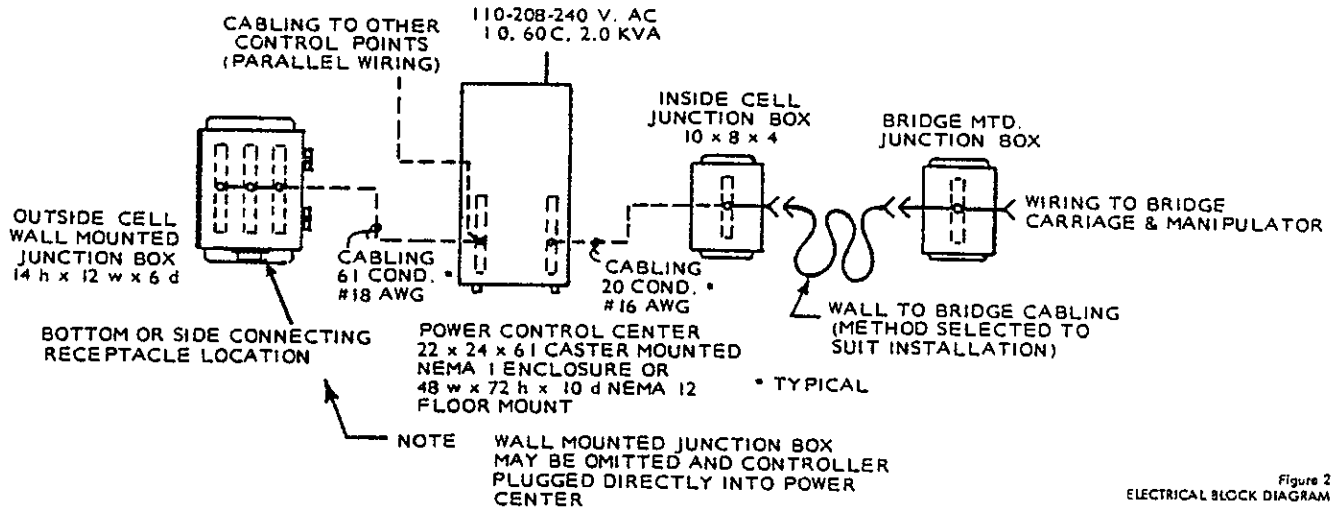 CABLING TO OTHER
CONTROL POINTS
(PARALLEL WIRING)
110-208-240 V. AC
1 0. 60C. 2.0 KVA
INSIDE CELL
JUNCTION BOX
10 x 8 x 4
BRIDGE MTD.
JUNCTION BOX
OUTSIDE CELL
WALL MOUNTED
JUNCTION BOX
14 h x 12 w x 6 d
CABLING
61 COND. *
#18 AWG
CABLING
20 COND. *
#16 AWG
WIRING TO BRIDGE
CARRIAGE & MANIPULATOR
WALL TO BRIDGE CABLING
(METHOD SELECTED TO
SUIT INSTALLATION)
BOTTOM OR SIDE CONNECTING
RECEPTACLE LOCATION
POWER CONTROL CENTER
22 x 24 x 61 CASTER MOUNTED
NEMA 1 ENCLOSURE OR
48 w x 72 h x 10 d NEMA 12
FLOOR MOUNT
* TYPICAL
NOTE WALL MOUNTED JUNCTION BOX
MAY BE OMITTED AND CONTROLLER
PLUGGED DIRECTLY INTO POWER
CENTER
Figure 2
ELECTRICAL BLOCK DIAGRAM